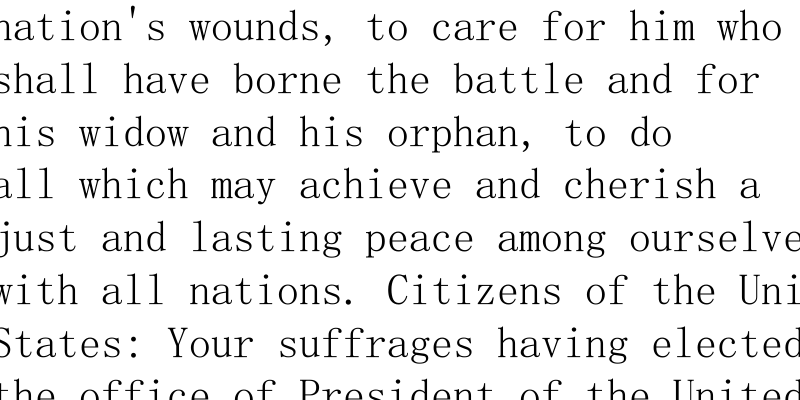 nation's wounds, to care for him who
shall have borne the battle and for
his widow and his orphan, to do
all which may achieve and cherish a
just and lasting peace among ourselve
with all nations. Citizens of the Uni
States: Your suffrages having elected
the office of President of the United